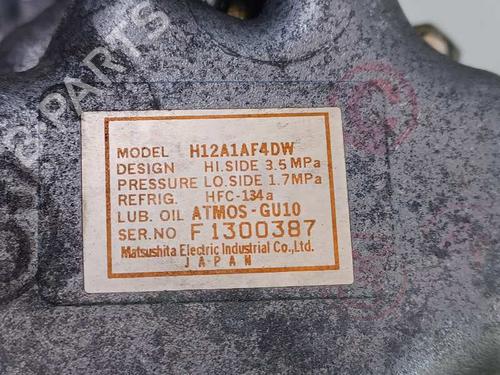 MODEL H12A1AF4DW
DESIGN HI.SIDE 3.5MPa
PRESSURE LO.SIDE 1.7MPa
REFRIG. HFC-134a
LUB. OIL ATMOS-GU10
SER.NO F1300387
Matsushita Electric Industrial Co.,Ltd.
JAPAN
PARTS